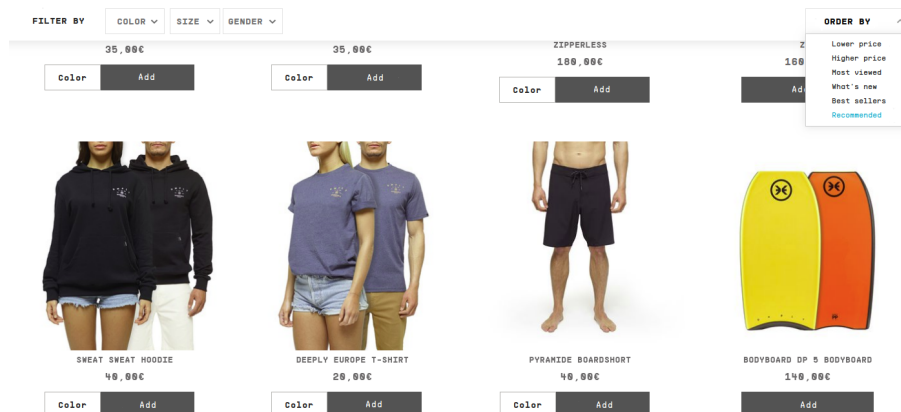 FILTER BY COLOR SIZE GENDER ORDER BY
Lower price
Higher price
Most viewed
What's new
Best sellers
Recommended
35,00€ 35,00€ ZIPPERLESS
180,00€ 160
Color Add Color Add Color Add Ad
SWEAT SWEAT HOODIE DEEPLY EUROPE T-SHIRT PYRAMIDE BOARDSHORT BODYBOARD DP 5 BODYBOARD
40,00€ 20,00€ 40,00€ 140,00€
Color Add Color Add Color Add Add